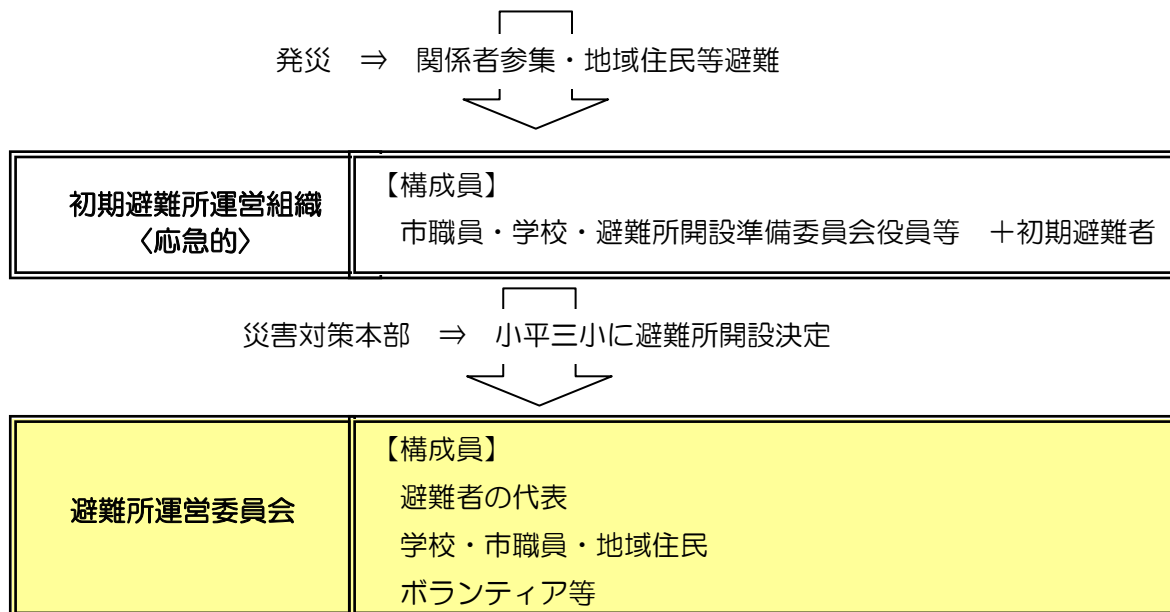 発災 ⇒ 関係者参集・地域住民等避難
初期避難所運営組織
〈応急的〉
【構成員】
市職員・学校・避難所開設準備委員会役員等 ＋初期避難者
災害対策本部 ⇒ 小平三小に避難所開設決定
避難所運営委員会
【構成員】
避難者の代表
学校・市職員・地域住民
ボランティア等